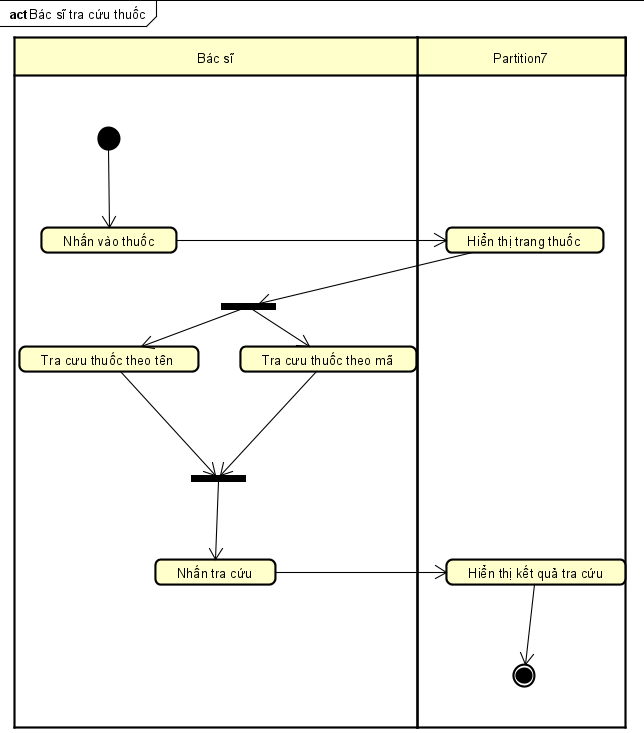 act Bác sĩ tra cứu thuốc
Bác sĩ
Partition7
Nhấn vào thuốc
Hiển thị trang thuốc
Tra cưu thuốc theo tên
Tra cưu thuốc theo mã
Nhấn tra cứu
Hiển thị kết quả tra cứu